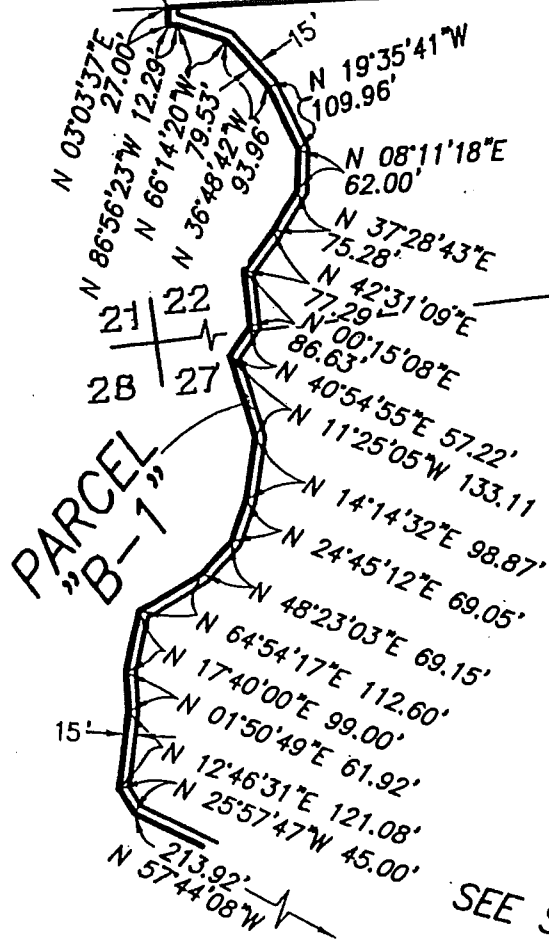 15'
N 03°03'37"E
27.00'
N 86°56'23"W 12.29'
N 66°14'20"W
79.53'
N 36°48'42"W
93.96'
N 19°35'41"W
109.96'
N 08°11'18"E
62.00'
N 37°28'43"E
75.28'
N 42°31'09"E
77.29'
N 00°15'08"E
86.63'
N 40°54'55"E 57.22'
N 11°25'05"W 133.11
21 22
28 27
PARCEL
"B-1"
N 14°14'32"E 98.87'
N 24°45'12"E 69.05'
N 48°23'03"E 69.15'
N 64°54'17"E 112.60'
N 17°40'00"E 99.00'
N 01°50'49"E 61.92'
15'
N 12°46'31"E 121.08'
N 25°57'47"W 45.00'
213.92'
N 57°44'08"W
SEE